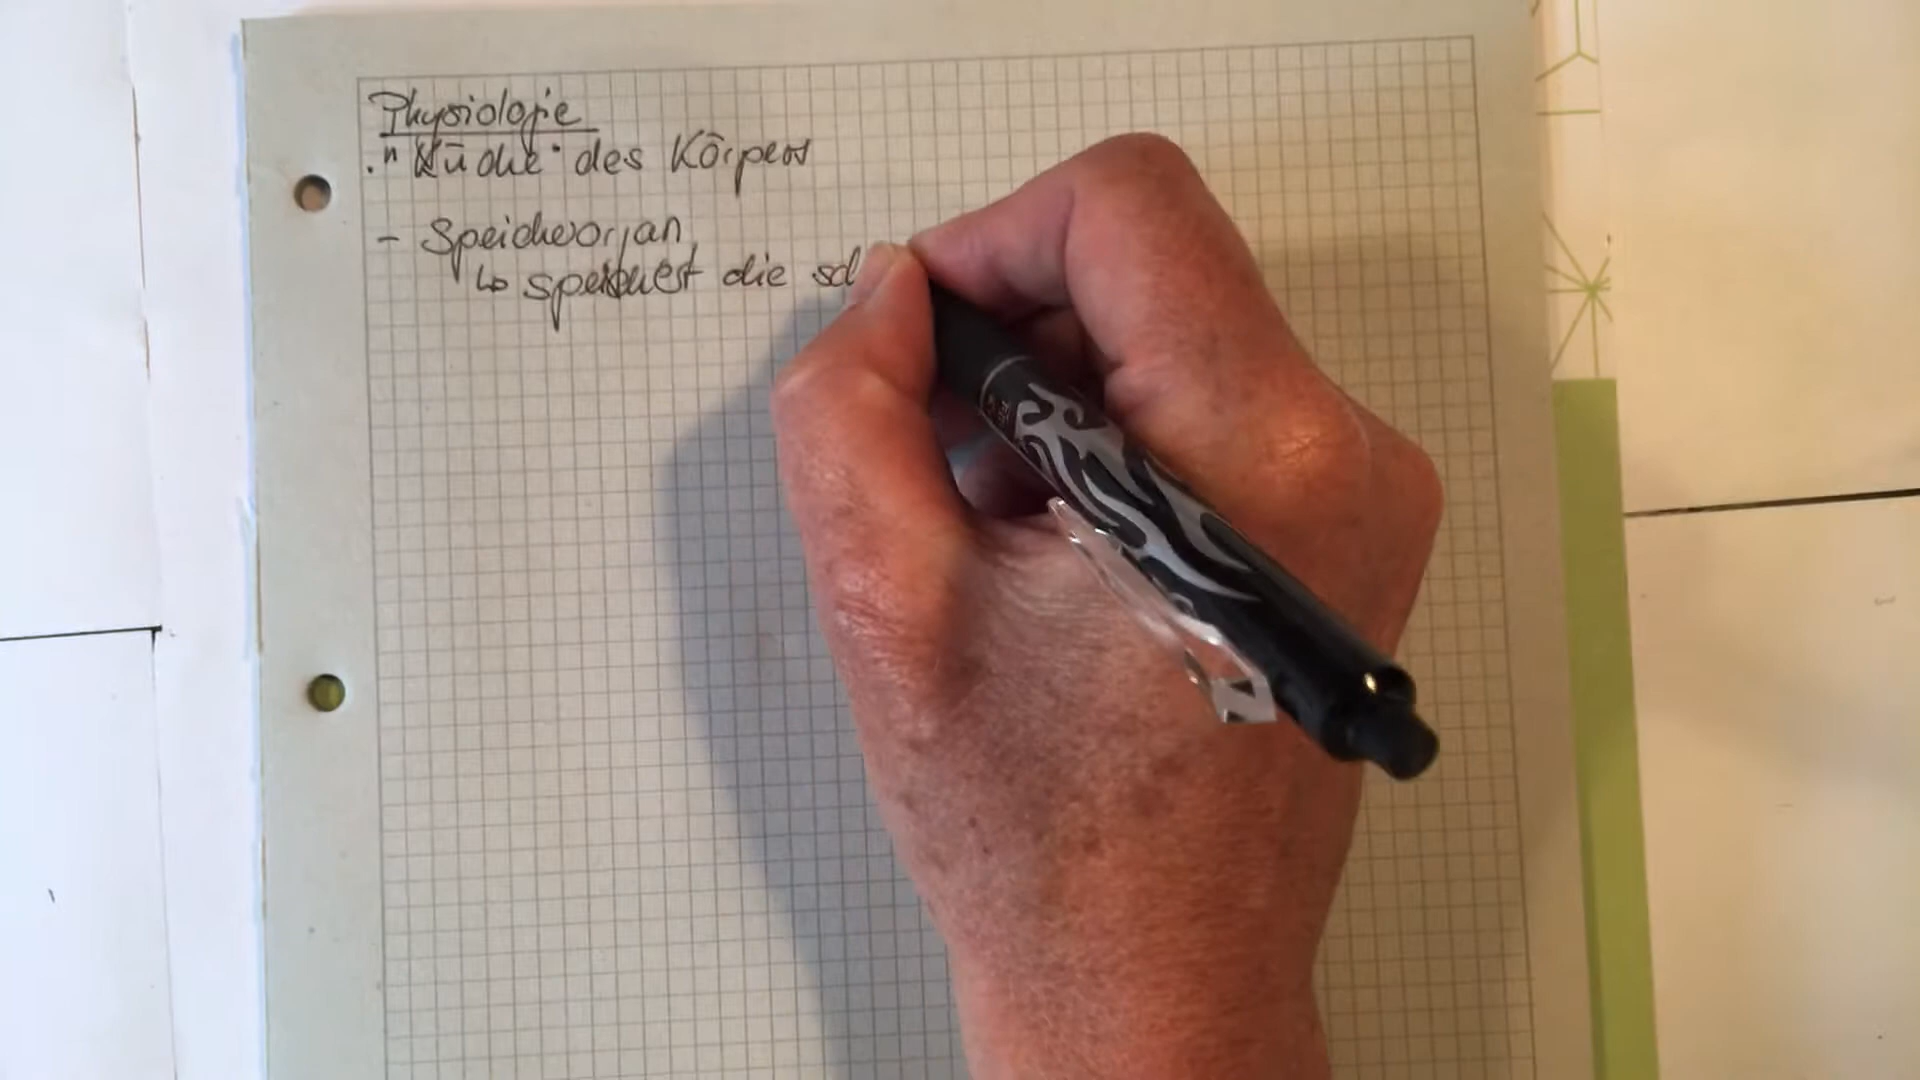 Physiologie
. "Küche" des Körpers
- Speicherorgan
↳ speichert die